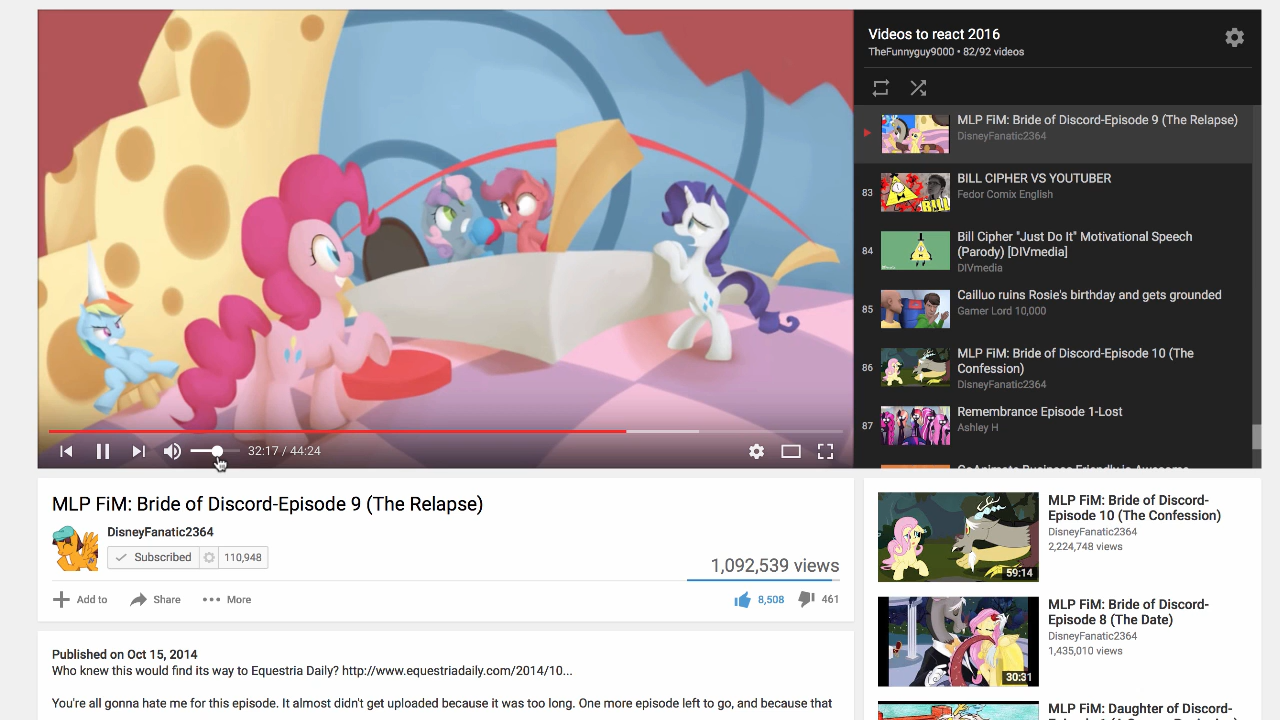 Videos to react 2016
TheFunnyguy9000 • 82/92 videos
MLP FiM: Bride of Discord-Episode 9 (The Relapse)
DisneyFanatic2364
83
BILL CIPHER VS YOUTUBER
Fedor Comix English
BILL
84
Bill Cipher "Just Do It" Motivational Speech
(Parody) [DIVmedia]
DIVmedia
85
Cailluo ruins Rosie's birthday and gets grounded
Gamer Lord 10,000
86
MLP FiM: Bride of Discord-Episode 10 (The
Confession)
DisneyFanatic2364
87
Remembrance Episode 1-Lost
Ashley H
GoAnimate Business Friendly is Awesome
32:17 / 44:24
MLP FiM: Bride of Discord-Episode 9 (The Relapse)
DisneyFanatic2364
Subscribed 110,948
1,092,539 views
Add to Share More
8,508 461
Published on Oct 15, 2014
Who knew this would find its way to Equestria Daily? http://www.equestriadaily.com/2014/10...
You're all gonna hate me for this episode. It almost didn't get uploaded because it was too long. One more episode left to go, and because that
MLP FiM: Bride of Discord-
Episode 10 (The Confession)
DisneyFanatic2364
2,224,748 views
59:14
MLP FiM: Bride of Discord-
Episode 8 (The Date)
DisneyFanatic2364
1,435,010 views
30:31
MLP FiM: Daughter of Discord-